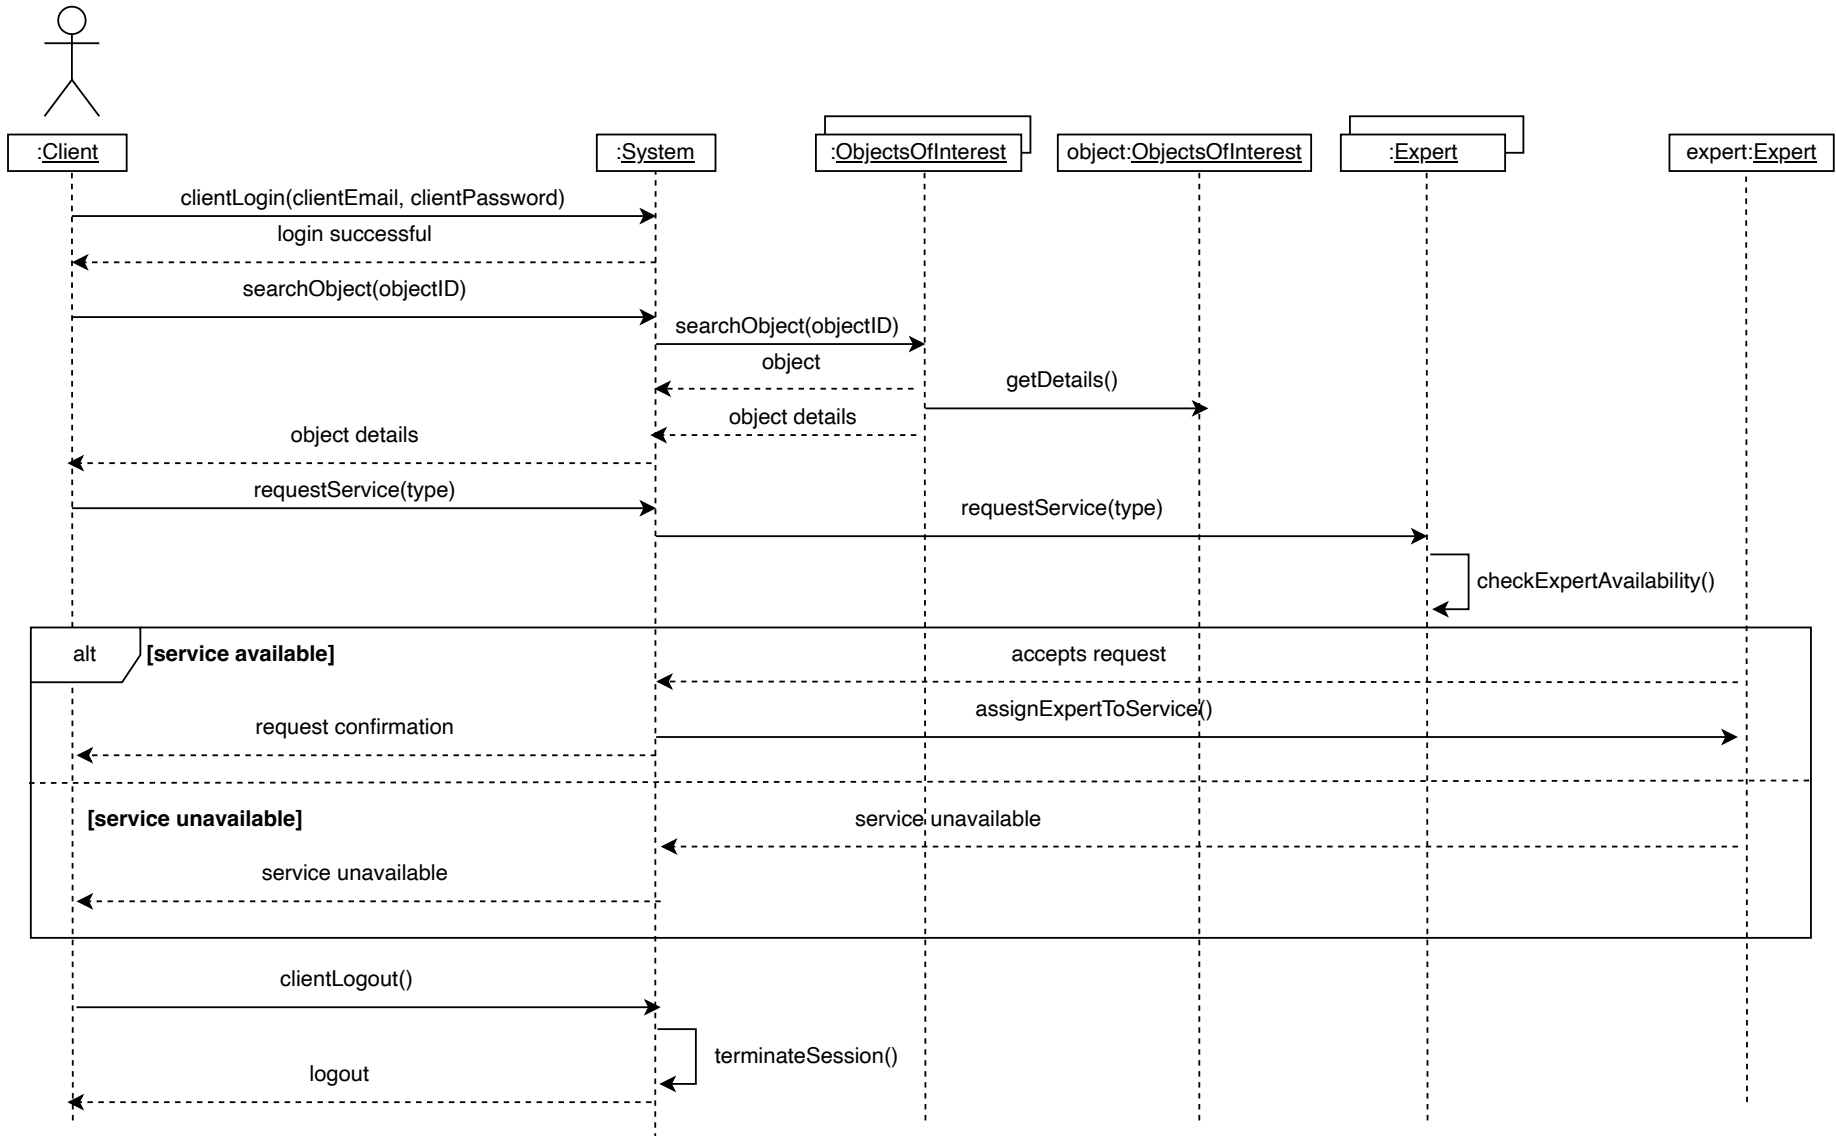 :Client
:System
:ObjectsOfInterest
object:ObjectsOfInterest
:Expert
expert:Expert
clientLogin(clientEmail, clientPassword)
login successful
searchObject(objectID)
searchObject(objectID)
object
getDetails()
object details
object details
requestService(type)
requestService(type)
checkExpertAvailability()
alt
[service available]
accepts request
assignExpertToService()
request confirmation
[service unavailable]
service unavailable
service unavailable
clientLogout()
terminateSession()
logout